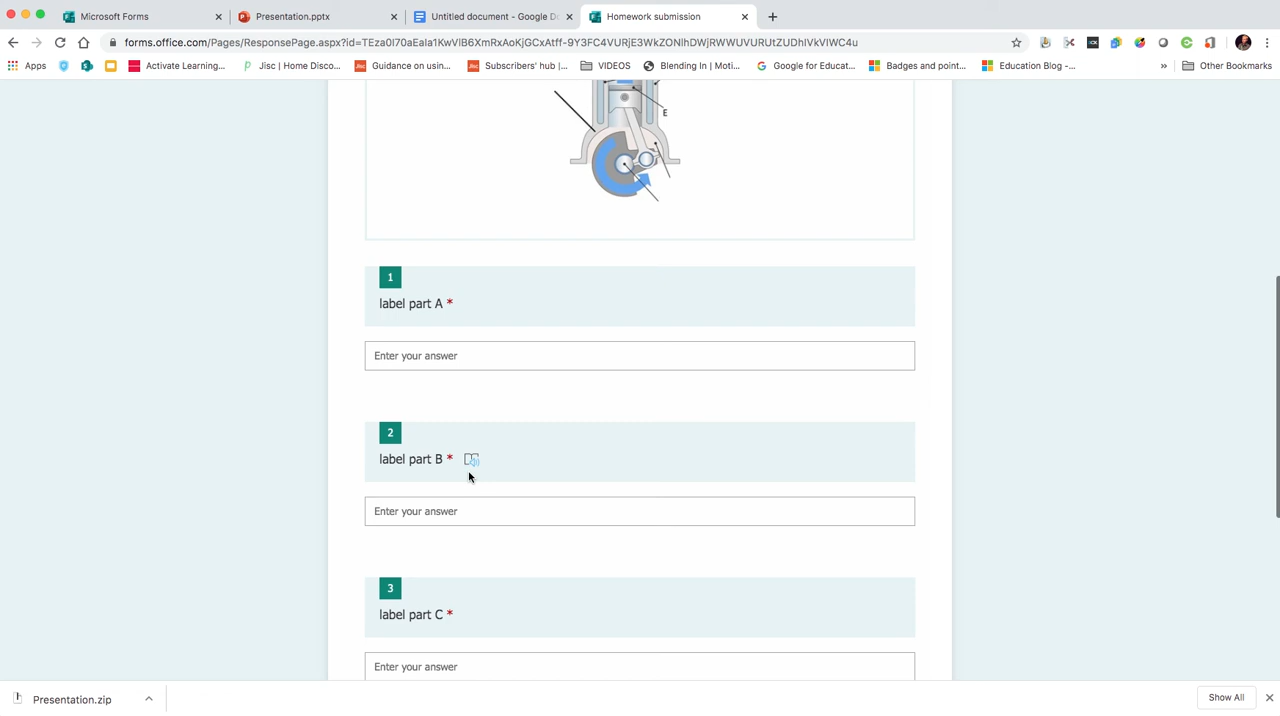 Microsoft Forms
Presentation.pptx
Untitled document - Google Do
Homework submission
forms.office.com/Pages/ResponsePage.aspx?id=TEza0I70aEaIa1KwVlB6XmRxAoKjGCxAtff-9Y3FC4VURjE3WkZONlhDWjRWWUVURUtZUDhIVkVIWC4u
Apps
Activate Learning...
Jisc | Home Disco...
Guidance on usin...
Subscribers' hub |...
VIDEOS
Blending In | Moti...
Google for Educat...
Badges and point...
Education Blog -...
»
Other Bookmarks
E
1
label part A *
Enter your answer
2
label part B *
Enter your answer
3
label part C *
Enter your answer
Presentation.zip
Show All